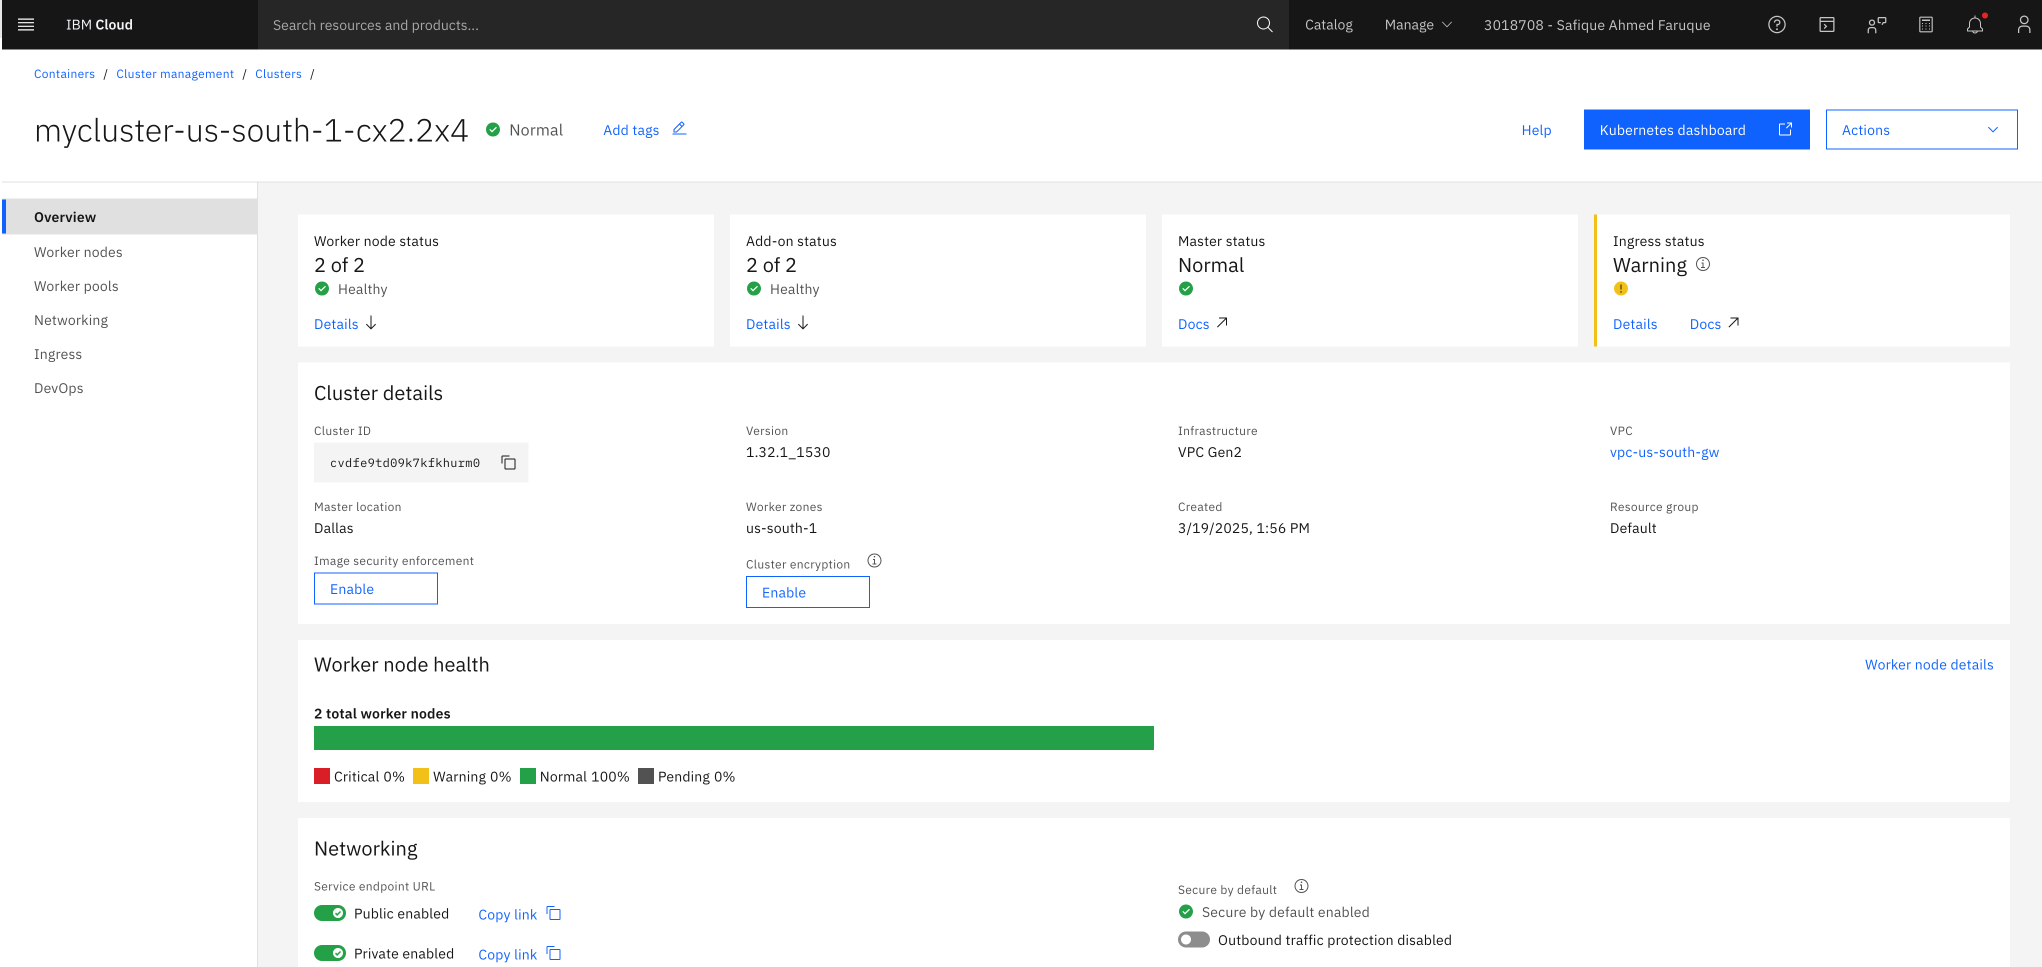 IBM Cloud
Search resources and products...
Catalog
Manage
3018708 - Safique Ahmed Faruque
Containers / Cluster management / Clusters /
mycluster-us-south-1-cx2.2x4
Normal
Add tags
Help
Kubernetes dashboard
Actions
Overview
Worker nodes
Worker pools
Networking
Ingress
DevOps
Worker node status
2 of 2
Healthy
Details
Add-on status
2 of 2
Healthy
Details
Master status
Normal
Docs
Ingress status
Warning
Details Docs
Cluster details
Cluster ID
cvdfe9td09k7kfkhurm0
Version
1.32.1_1530
Infrastructure
VPC Gen2
VPC
vpc-us-south-gw
Master location
Dallas
Worker zones
us-south-1
Created
3/19/2025, 1:56 PM
Resource group
Default
Image security enforcement
Enable
Cluster encryption
Enable
Worker node health
Worker node details
2 total worker nodes
Critical 0% Warning 0% Normal 100% Pending 0%
Networking
Service endpoint URL
Public enabled Copy link
Private enabled Copy link
Secure by default
Secure by default enabled
Outbound traffic protection disabled